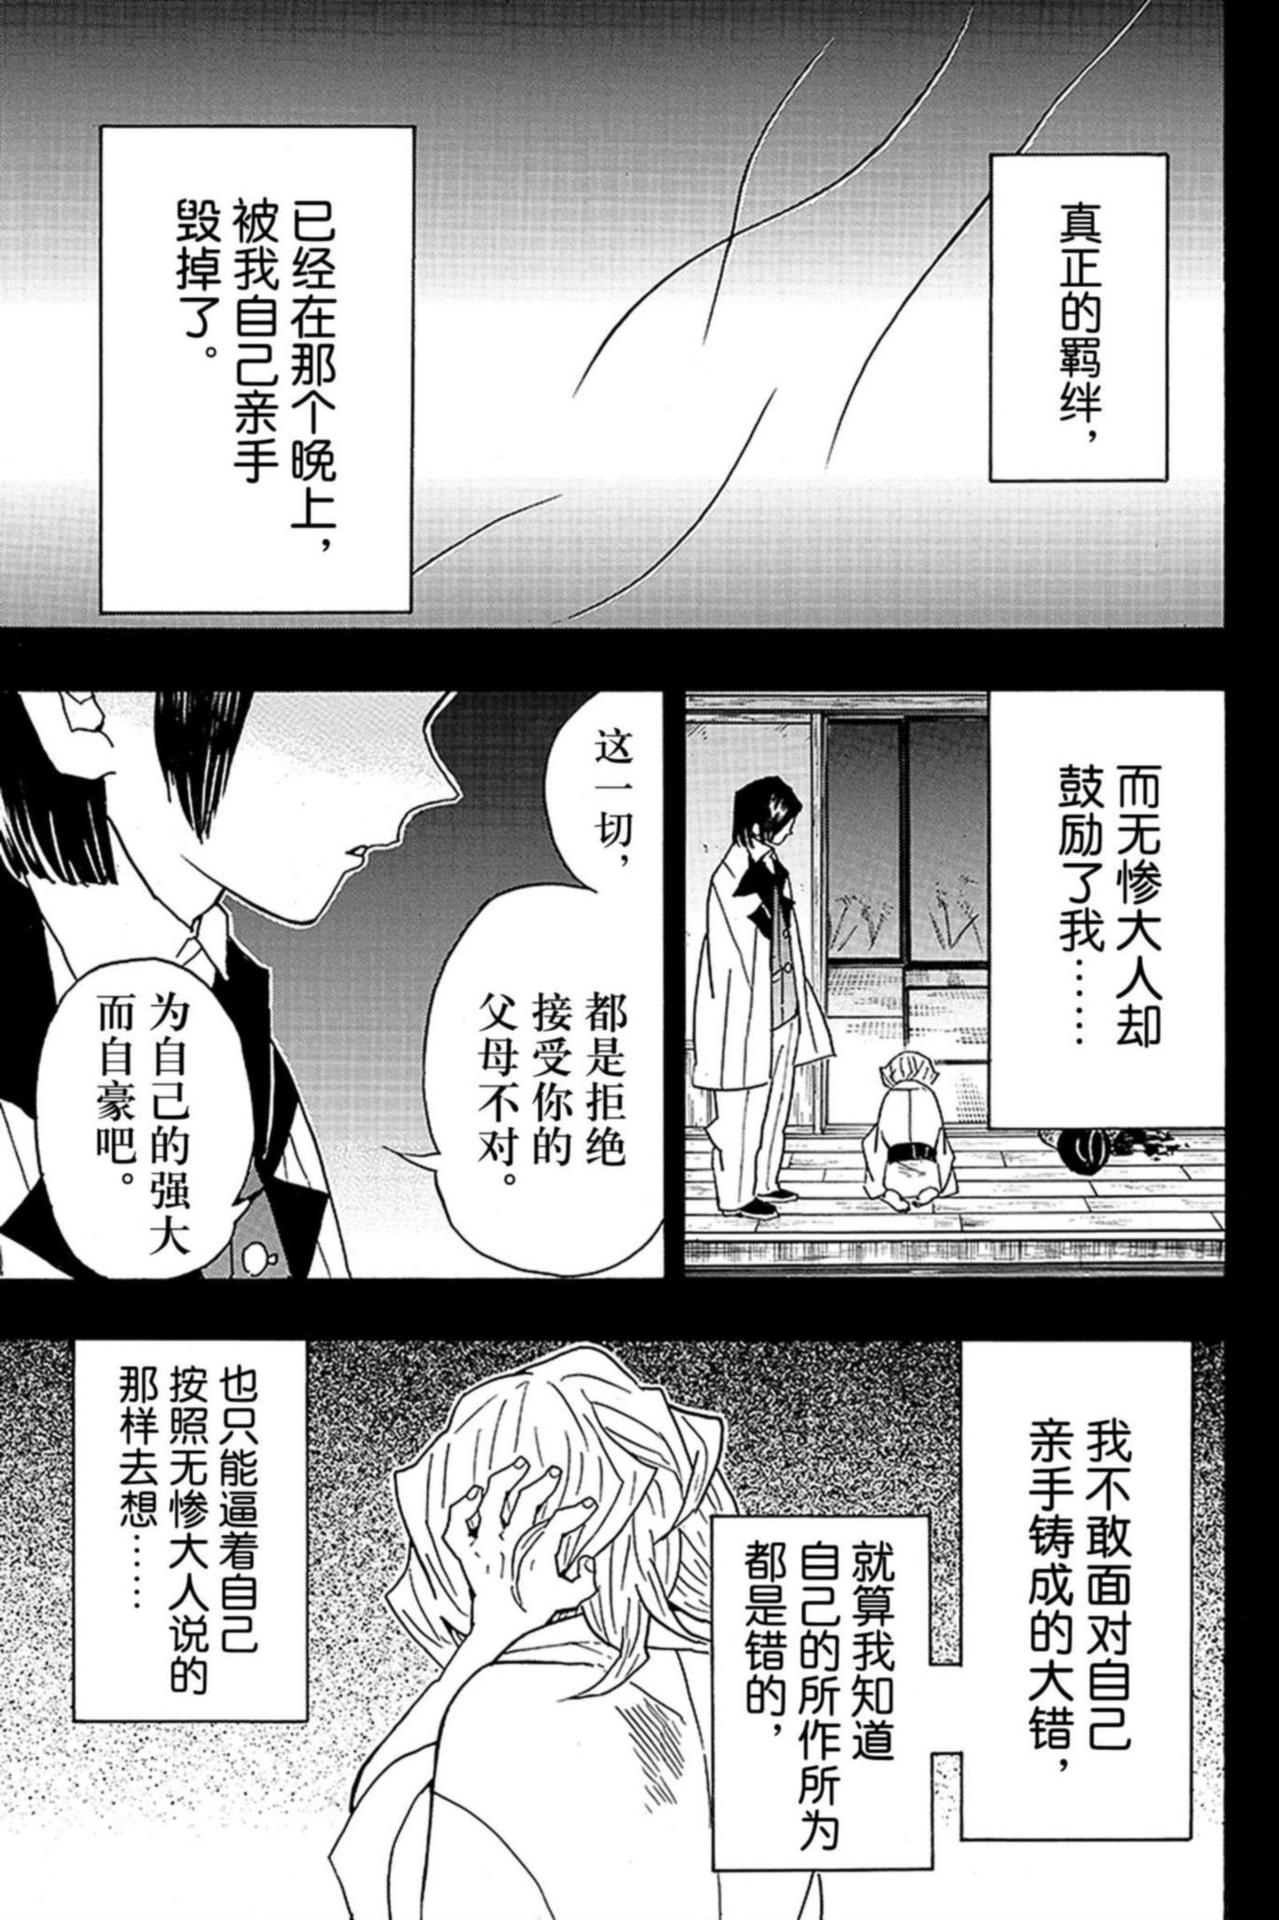 真正的羁绊，
已经在那个晚上，
被我自己亲手
毁掉了。
而无惨大人却
鼓励了我……
这一切，
都是拒绝
接受你的
父母不对。
为自己的强大
而自豪吧。
我不敢面对自己
亲手铸成的大错，
就算我知道
自己的所作所为
都是错的，
也只能逼着自己
按照无惨大人说的
那样去想……